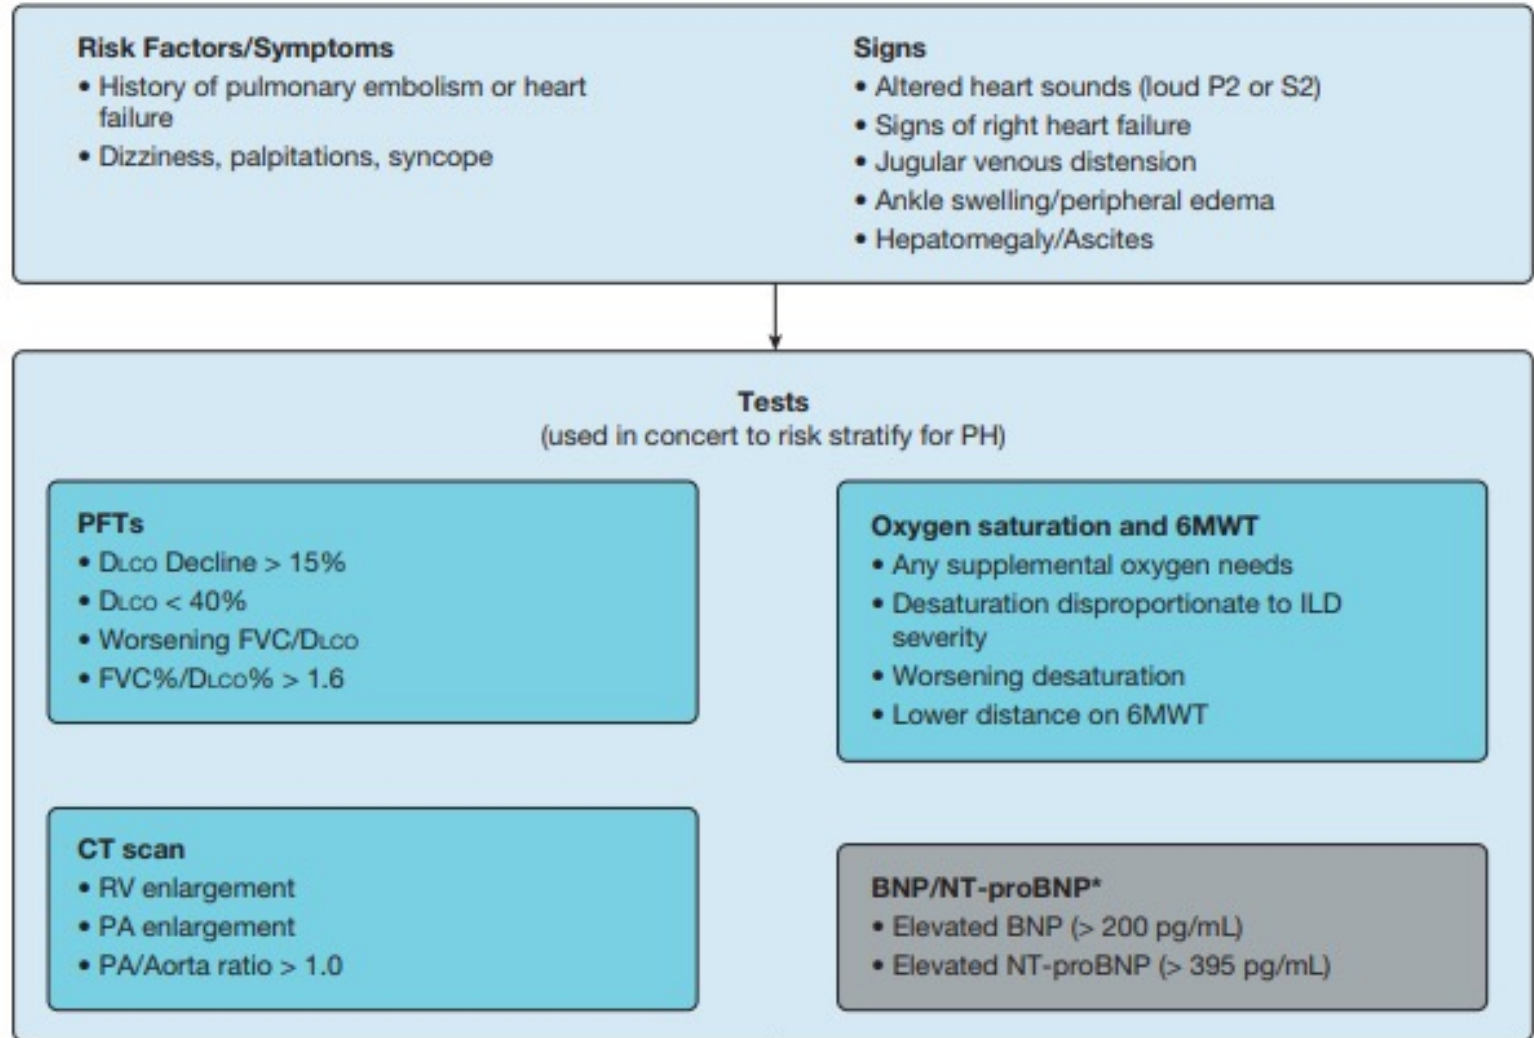 Risk Factors/Symptoms
• History of pulmonary embolism or heart
failure
• Dizziness, palpitations, syncope
Signs
• Altered heart sounds (loud P2 or S2)
• Signs of right heart failure
• Jugular venous distension
• Ankle swelling/peripheral edema
• Hepatomegaly/Ascites
Tests
(used in concert to risk stratify for PH)
PFTs
• DLCO Decline > 15%
• DLCO < 40%
• Worsening FVC/DLCO
• FVC%/DLCO% > 1.6
Oxygen saturation and 6MWT
• Any supplemental oxygen needs
• Desaturation disproportionate to ILD
severity
• Worsening desaturation
• Lower distance on 6MWT
CT scan
• RV enlargement
• PA enlargement
• PA/Aorta ratio > 1.0
BNP/NT-proBNP*
• Elevated BNP (> 200 pg/mL)
• Elevated NT-proBNP (> 395 pg/mL)